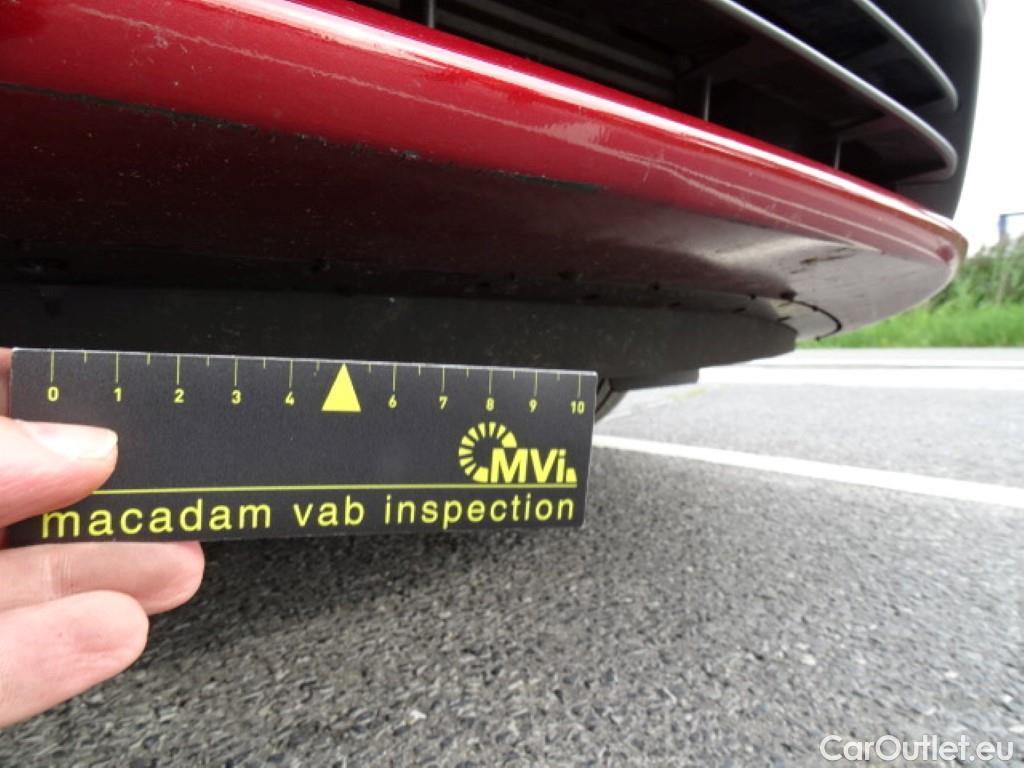 0 1 2 3 4 6 7 8 9 10
MVi
macadam vab inspection
CarOutlet.eu